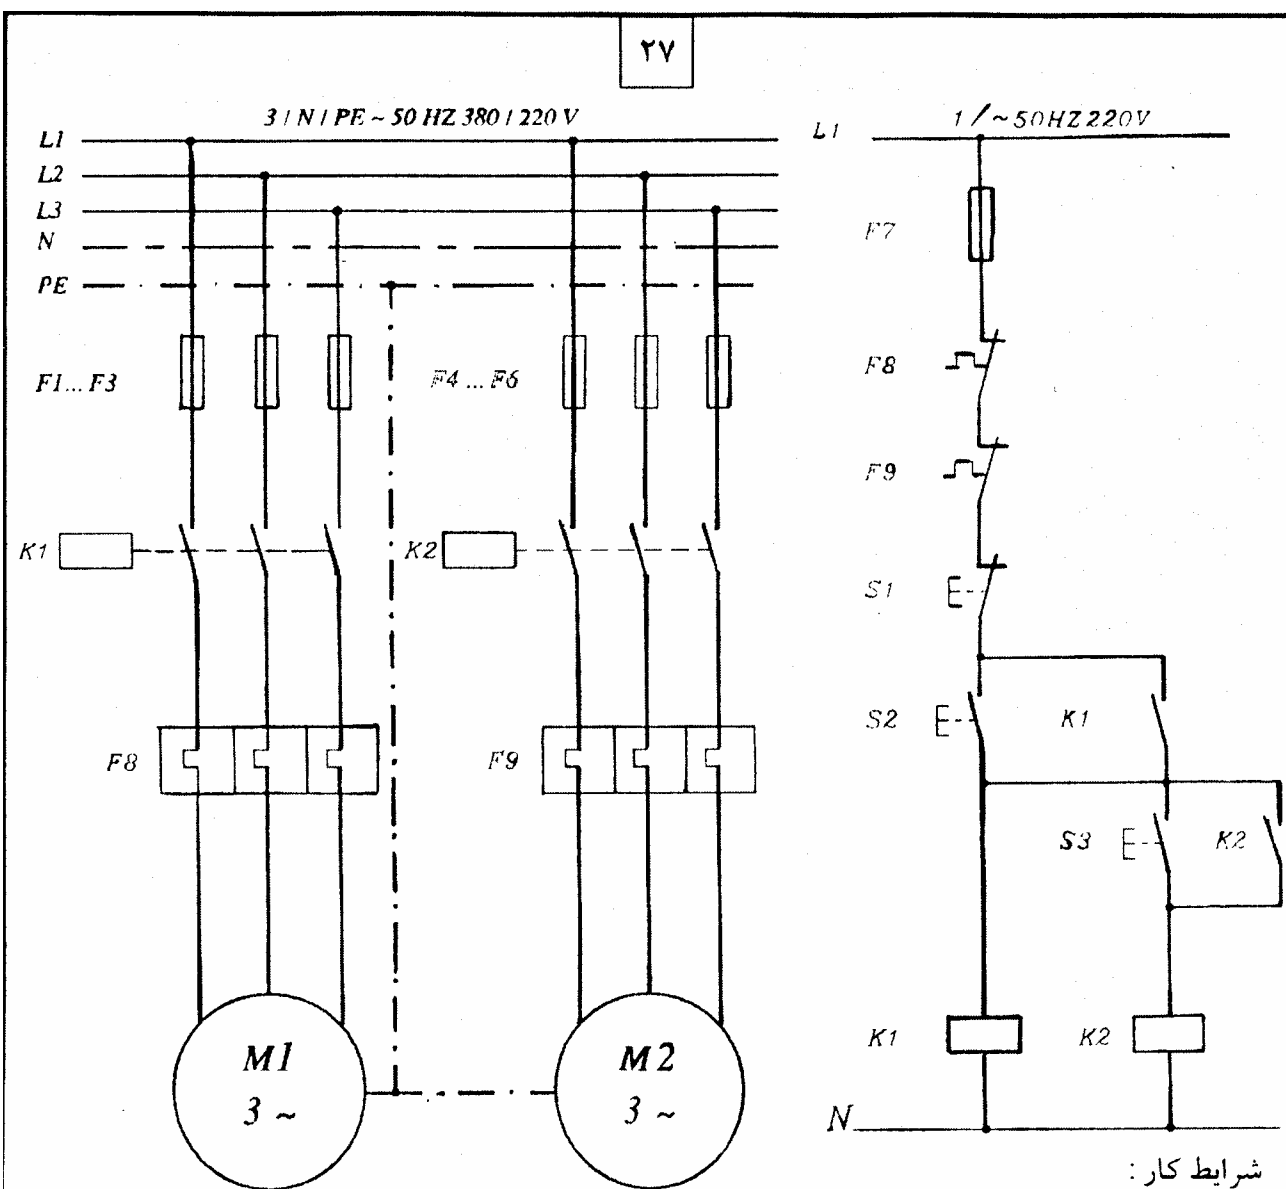 ۲۷
3 / N / PE ~ 50 HZ 380 / 220 V
L1
L2
L3
N
PE
F1 ... F3
F4 ... F6
K1
K2
F8
F9
M1
3 ~
M2
3 ~
L1
1 / ~ 50HZ 220V
F7
F8
F9
S1
S2
K1
S3
K2
K1
K2
N
شرایط کار :